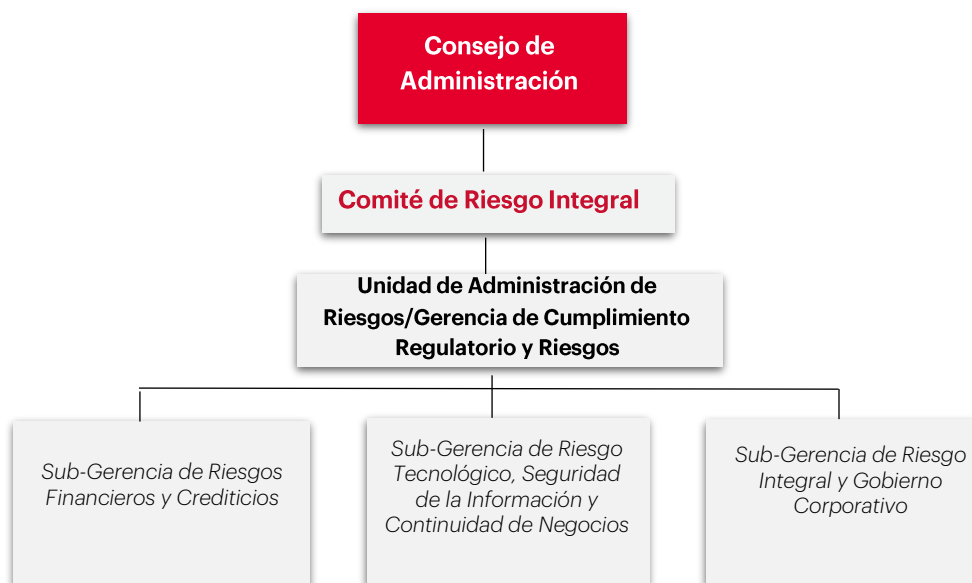 Consejo de
Administración
Comité de Riesgo Integral
Unidad de Administración de
Riesgos/Gerencia de Cumplimiento
Regulatorio y Riesgos
Sub-Gerencia de Riesgos
Financieros y Crediticios
Sub-Gerencia de Riesgo
Tecnológico, Seguridad
de la Información y
Continuidad de Negocios
Sub-Gerencia de Riesgo
Integral y Gobierno
Corporativo